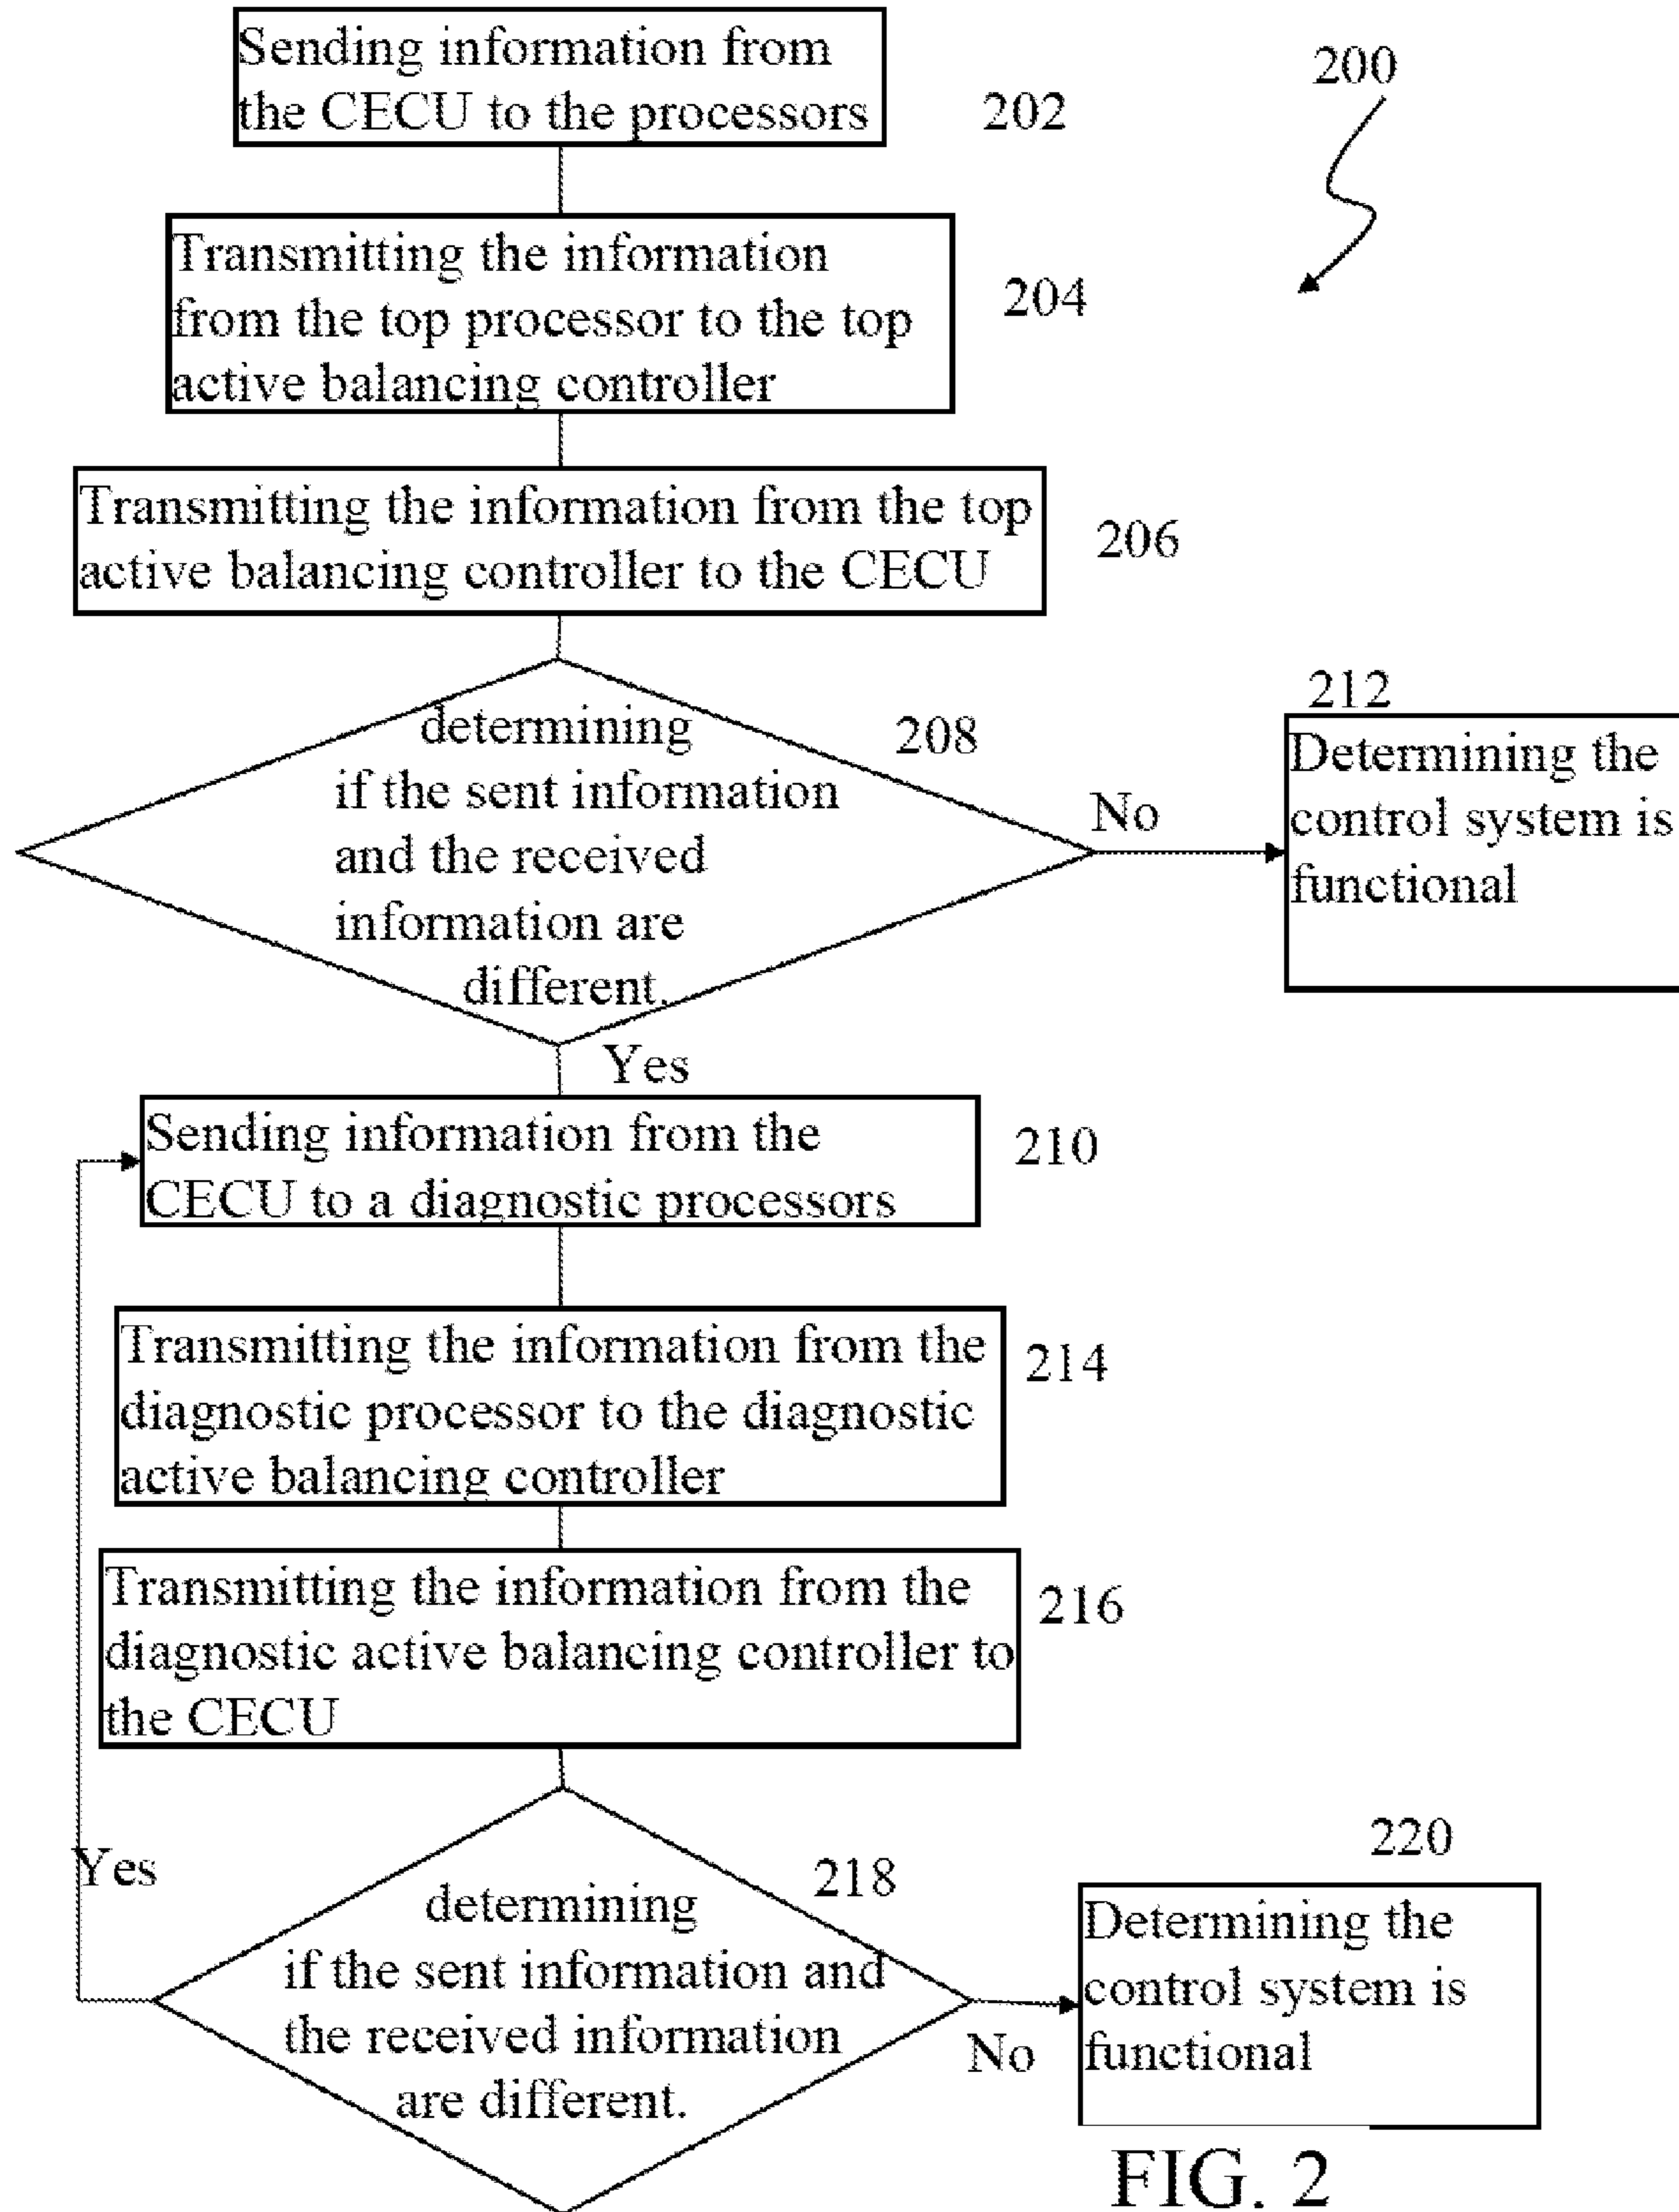 Sending information from
the CECU to the processors
202
200
Transmitting the information
from the top processor to the top
active balancing controller
204
Transmitting the information from the top
active balancing controller to the CECU
206
determining
if the sent information
and the received
information are
different.
208
No
212
Determining the
control system is
functional
Yes
Sending information from the
CECU to a diagnostic processors
210
Transmitting the information from the
diagnostic processor to the diagnostic
active balancing controller
214
Transmitting the information from the
diagnostic active balancing controller to
the CECU
216
Yes
determining
if the sent information and
the received information
are different.
218
No
220
Determining the
control system is
functional
FIG. 2